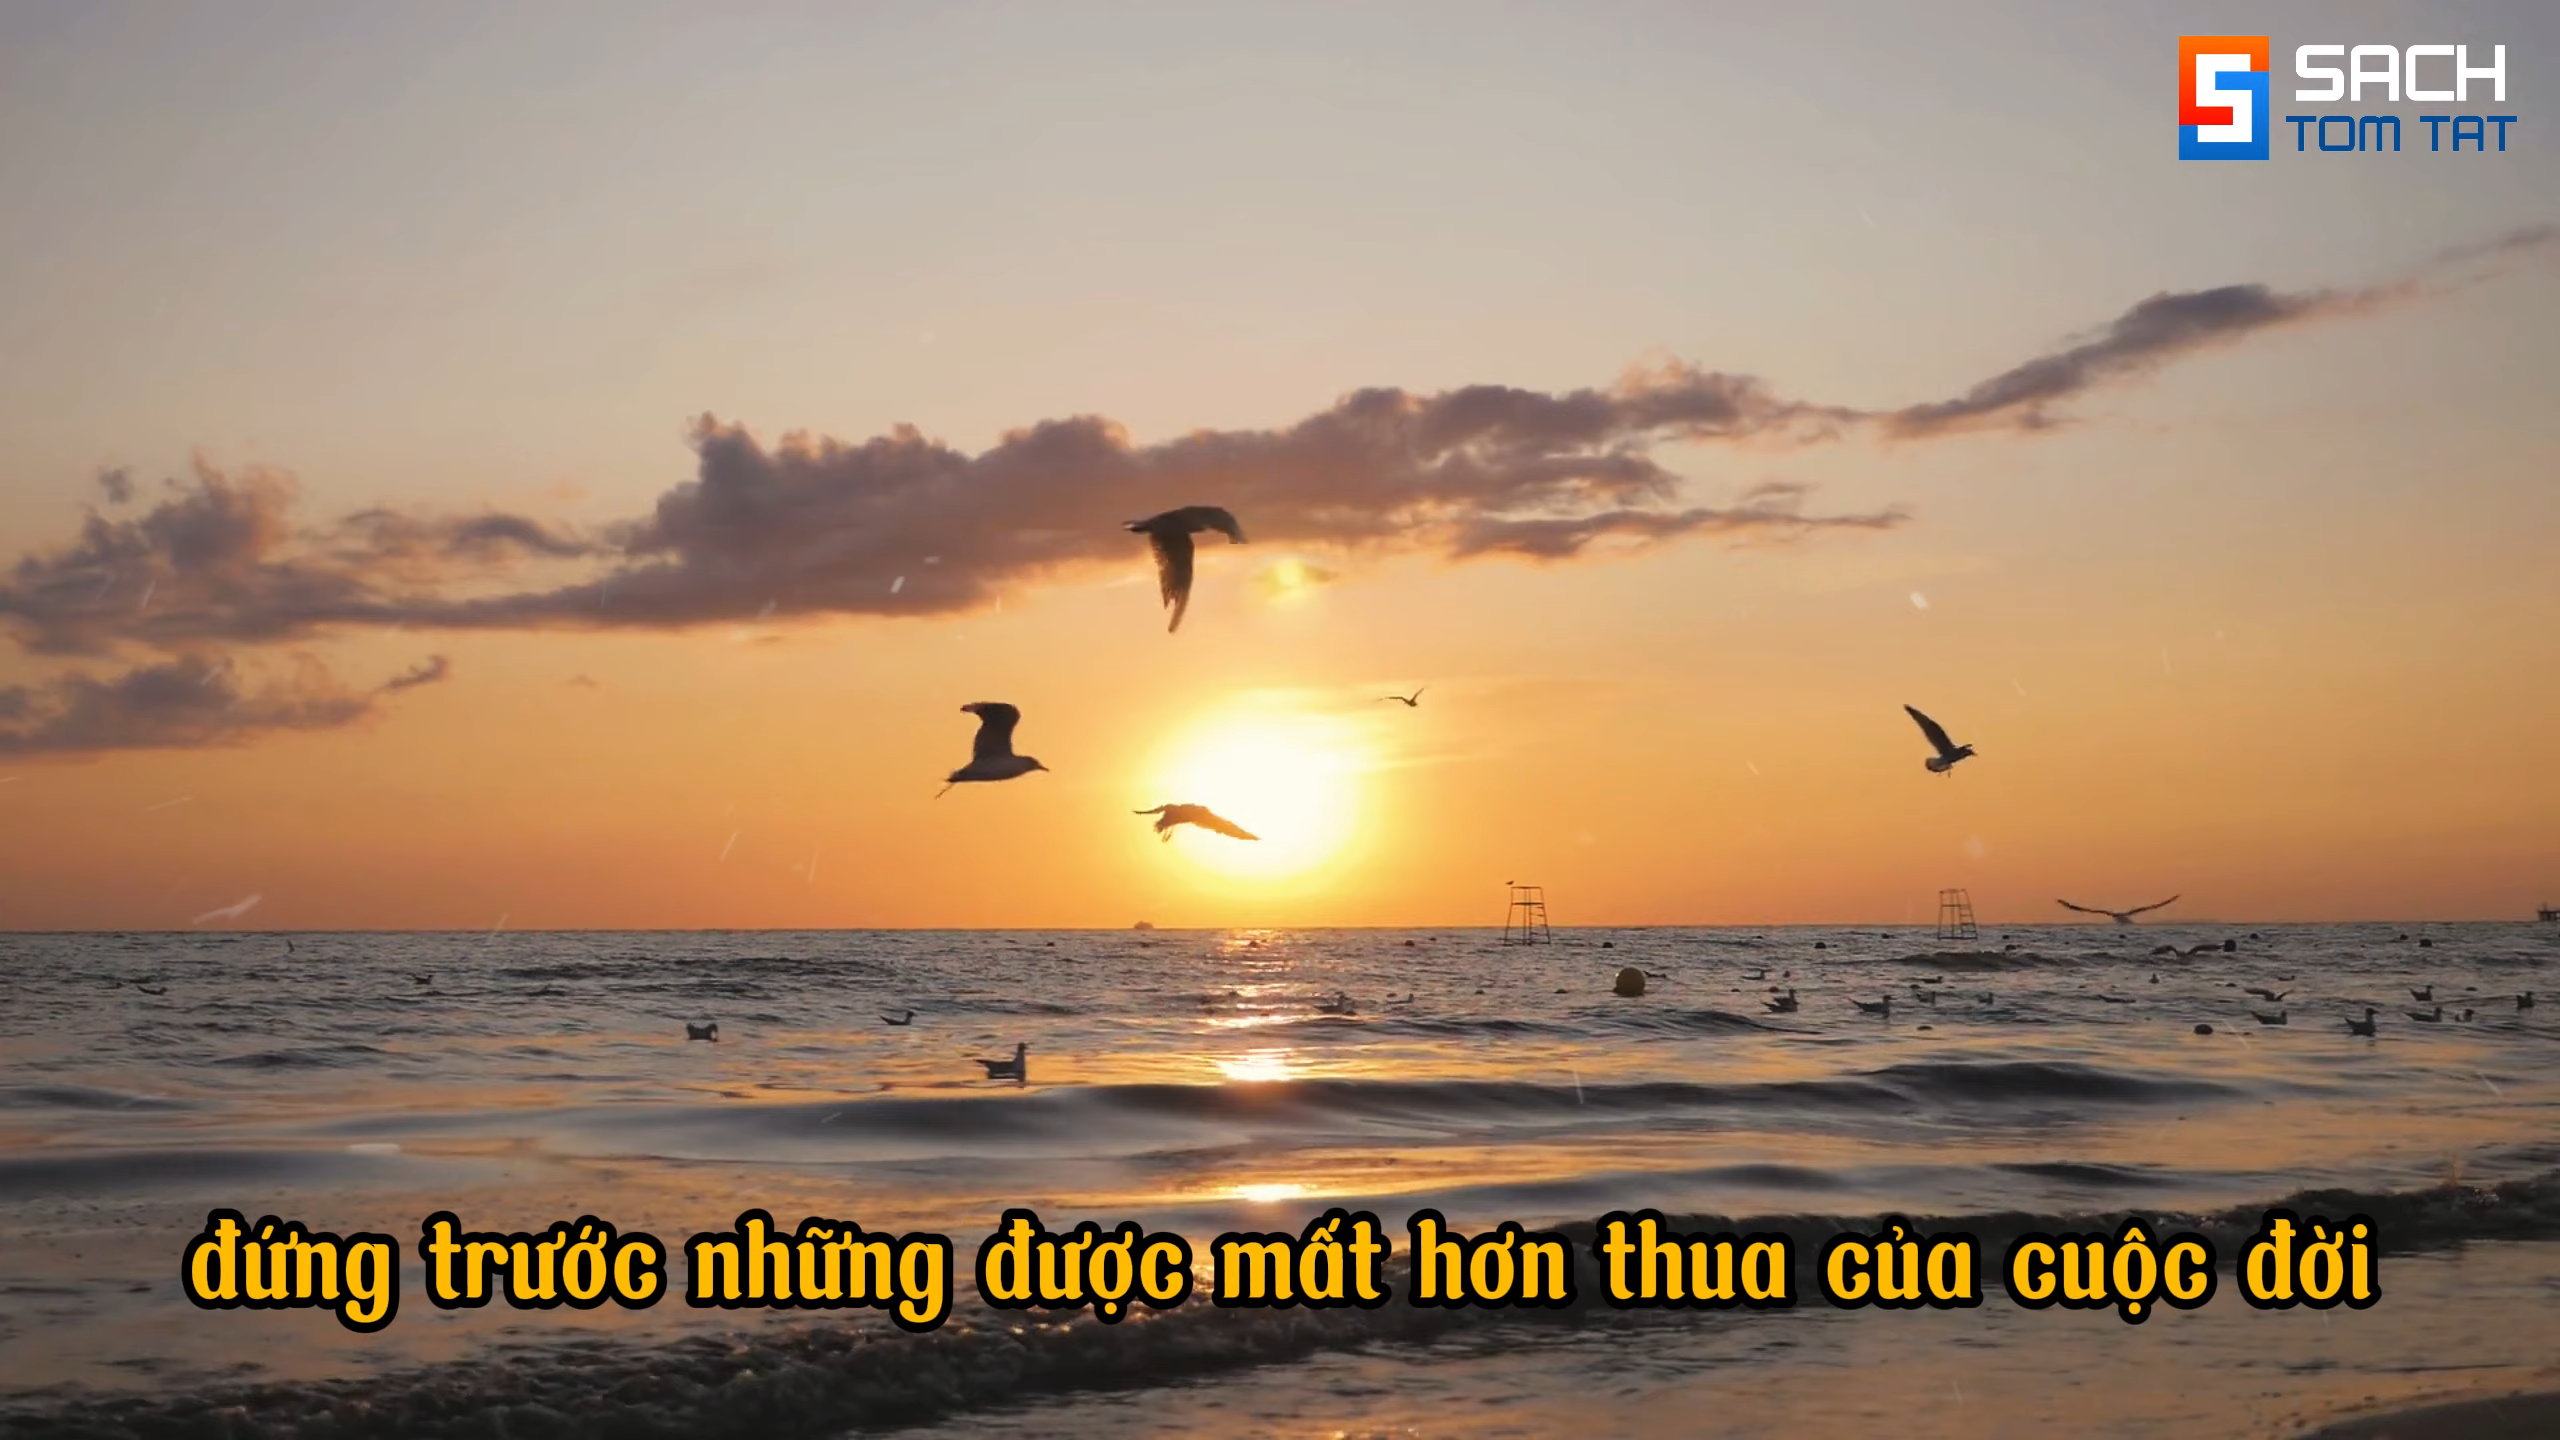 SACH
TOM TAT
đứng trước những được mất hơn thua của cuộc đời